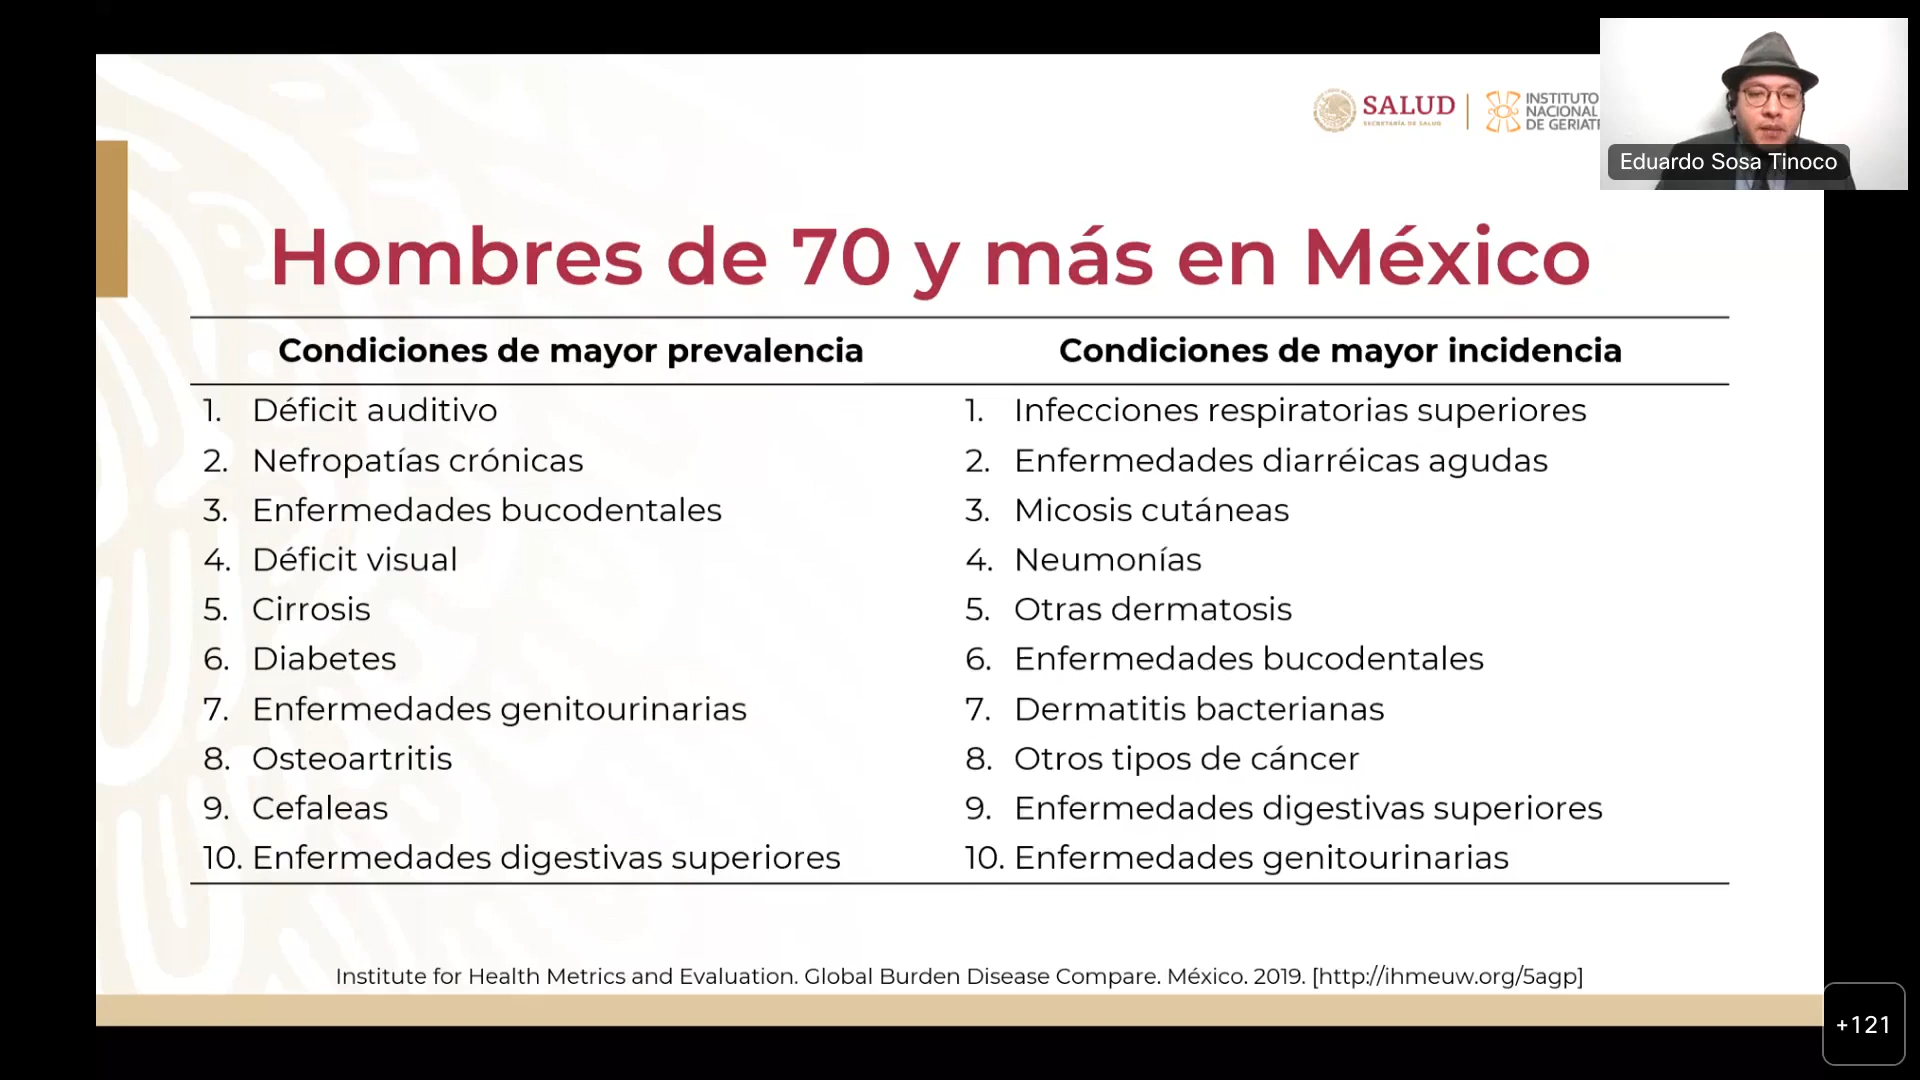 SALUD
SECRETARÍA DE SALUD
INSTITUTO
NACIONAL
DE GERIAT
Eduardo Sosa Tinoco
Hombres de 70 y más en México
Condiciones de mayor prevalencia
1. Déficit auditivo
2. Nefropatías crónicas
3. Enfermedades bucodentales
4. Déficit visual
5. Cirrosis
6. Diabetes
7. Enfermedades genitourinarias
8. Osteoartritis
9. Cefaleas
10. Enfermedades digestivas superiores
Condiciones de mayor incidencia
1. Infecciones respiratorias superiores
2. Enfermedades diarréicas agudas
3. Micosis cutáneas
4. Neumonías
5. Otras dermatosis
6. Enfermedades bucodentales
7. Dermatitis bacterianas
8. Otros tipos de cáncer
9. Enfermedades digestivas superiores
10. Enfermedades genitourinarias
Institute for Health Metrics and Evaluation. Global Burden Disease Compare. México. 2019. [http://ihmeuw.org/5agp]
+121